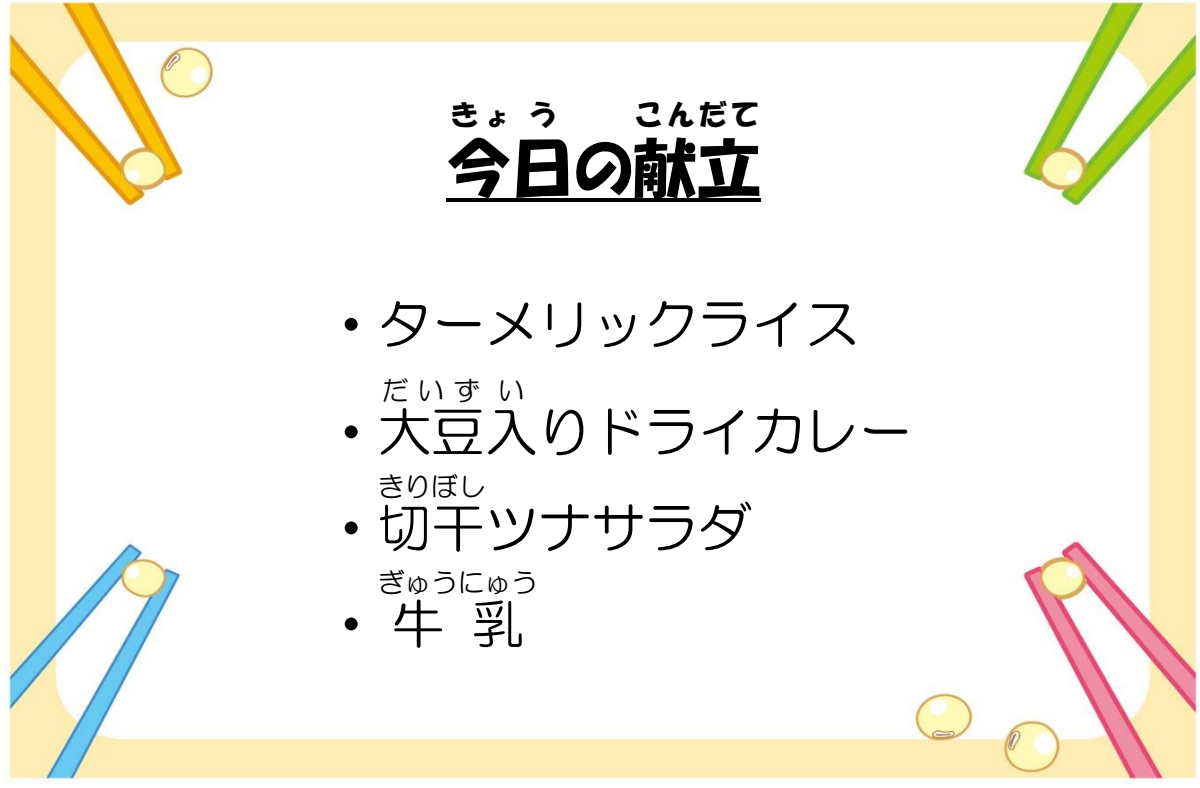 きょう こんだて
今日の献立
・ターメリックライス
だいずい
・大豆入りドライカレー
きりぼし
・切干ツナサラダ
ぎゅうにゅう
・牛乳